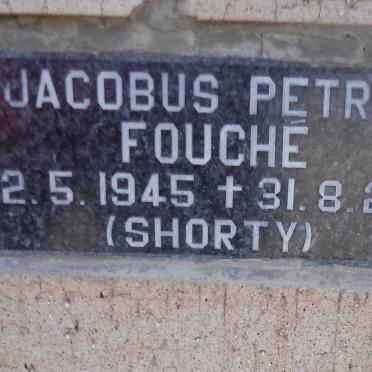 JACOBUS PETR
FOUCHÉ
2.5.1945 † 31.8.2
(SHORTY)